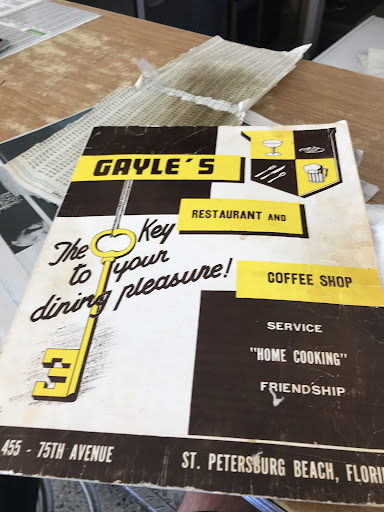 GAYLE'S
RESTAURANT AND
COFFEE SHOP
The Key
to your
dining pleasure!
SERVICE
"HOME COOKING"
FRIENDSHIP
455 - 75TH AVENUE
ST. PETERSBURG BEACH, FLORI